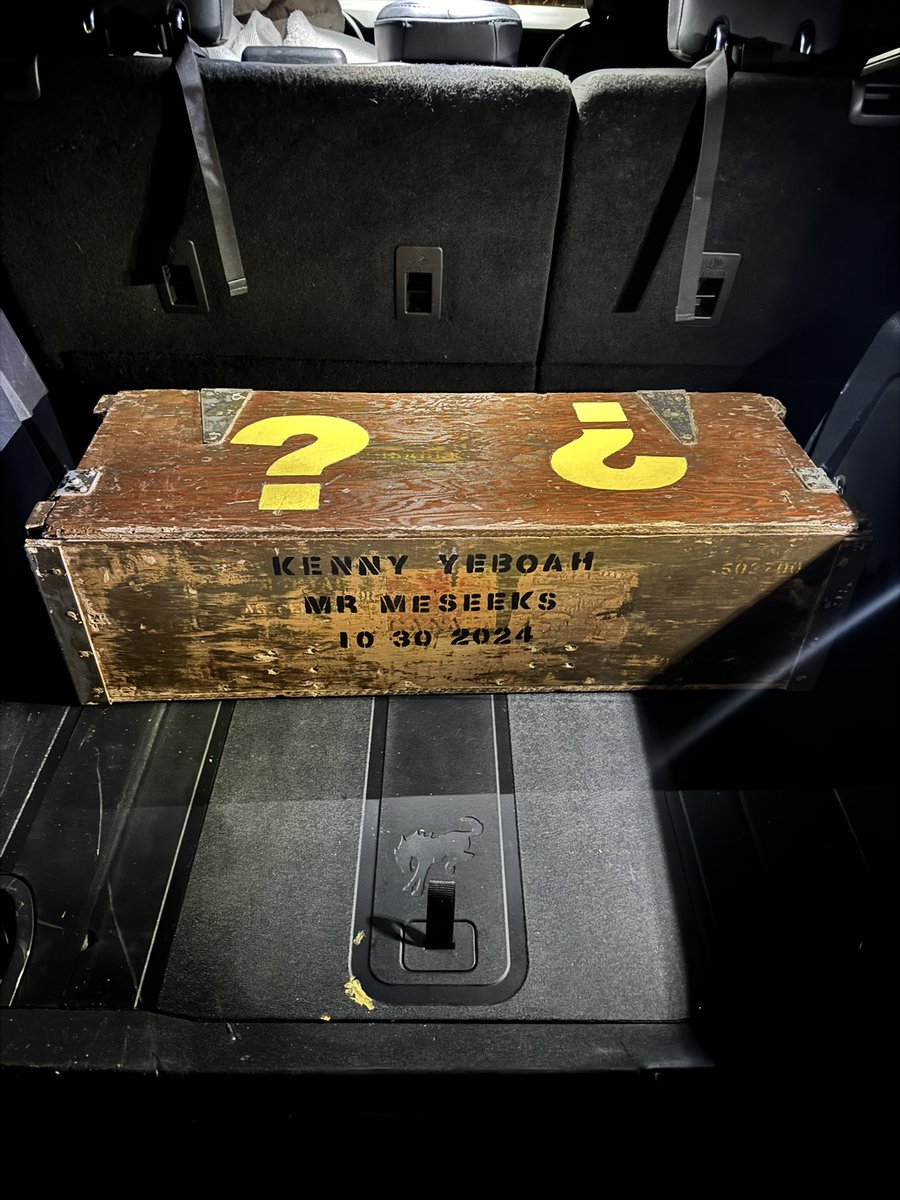 ? ?
KENNY YEBOAH
MR MESEEKS
10 30 2024